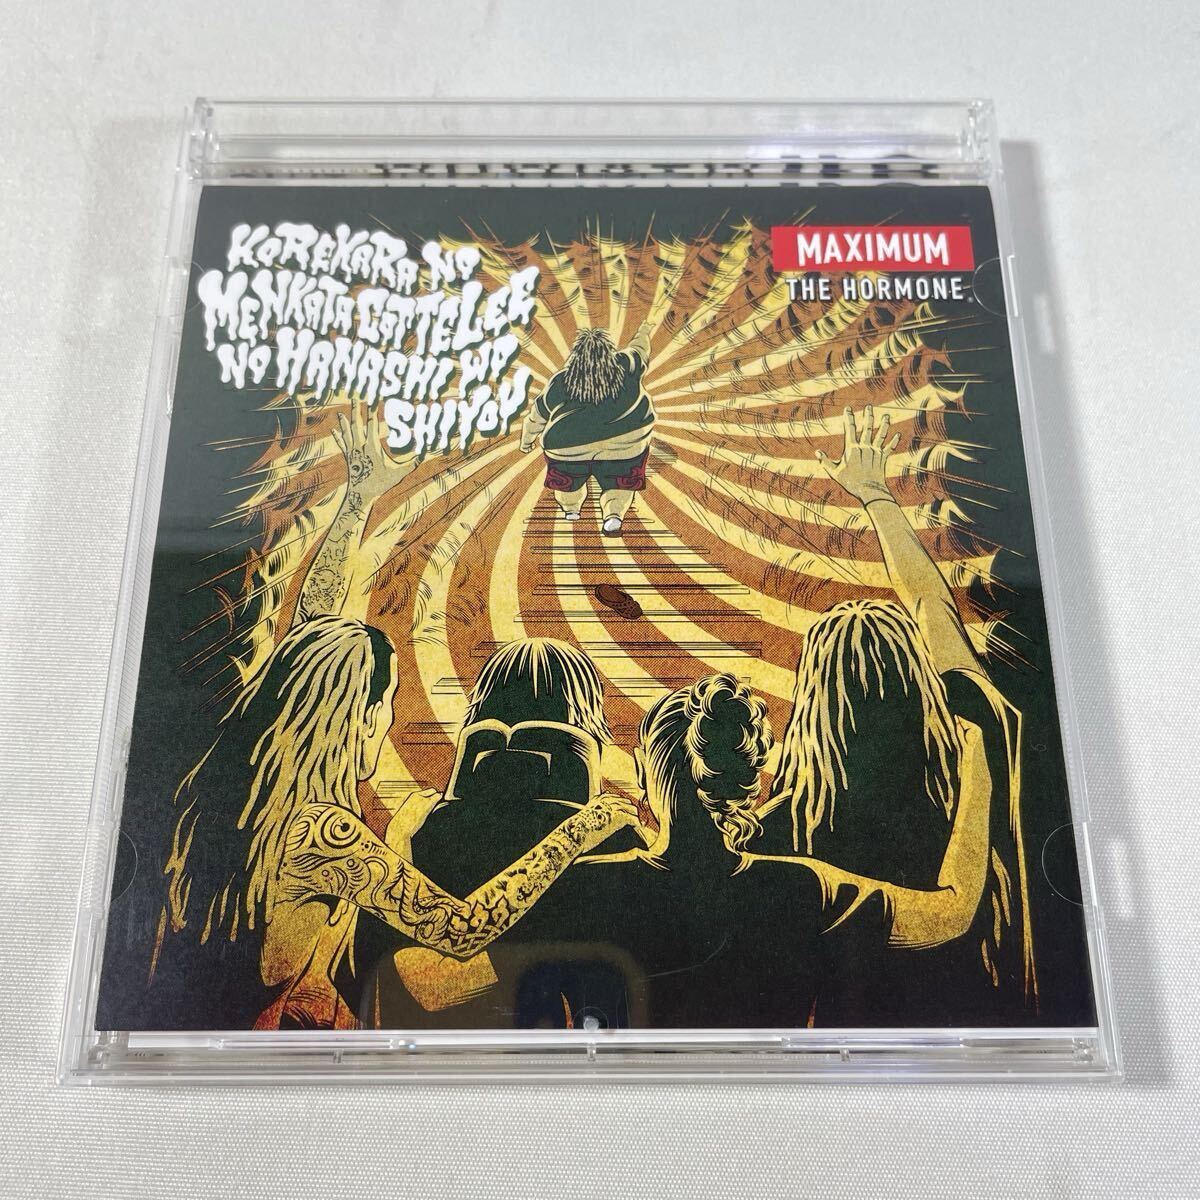 KOREKARA NO
MENKATA COTTELEE
NO HANASHI WO
SHIYOU
MAXIMUM
THE HORMONE®